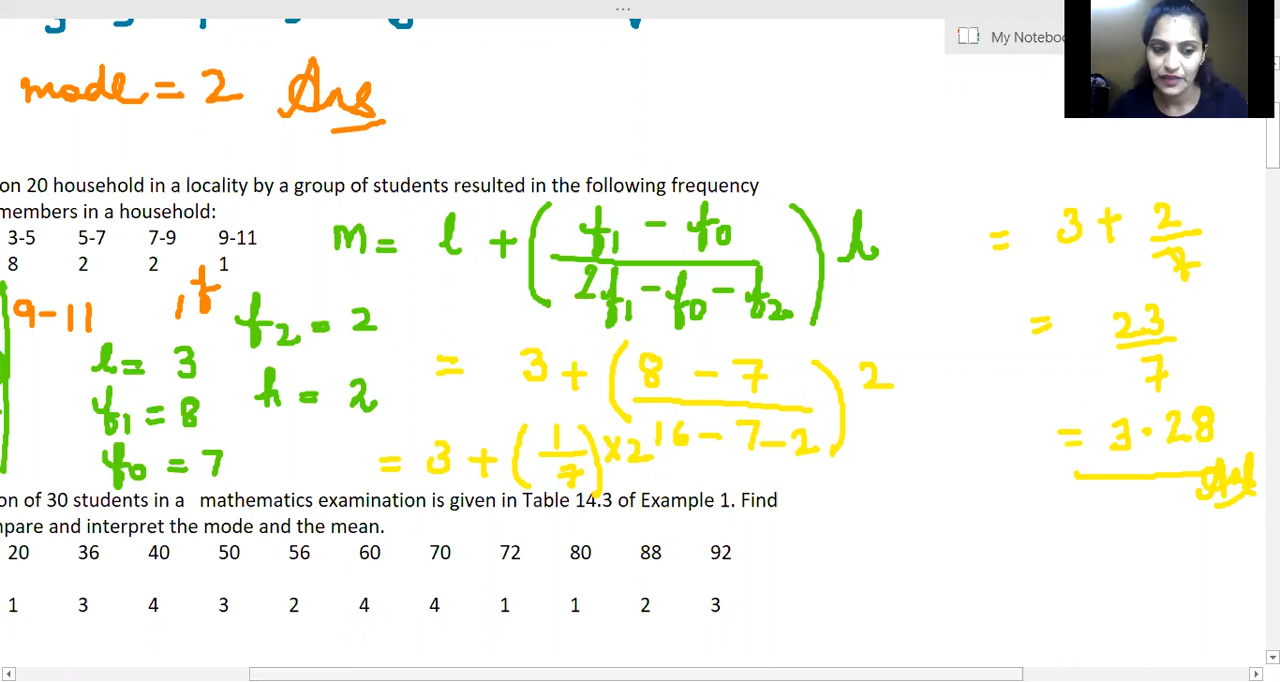 My Notebo
mode = 2 Ans
on 20 household in a locality by a group of students resulted in the following frequency
members in a household:
3-5 5-7 7-9 9-11
8 2 2 1
m = l + ( f1 - f0 / 2f1 - f0 - f2 ) h
9-11 1 f
f2 = 2
l = 3
h = 2
f1 = 8
f0 = 7
= 3 + ( 8 - 7 / 16 - 7 - 2 ) 2
= 3 + ( 1 / 7 ) × 2
= 3 + 2 / 7
= 23 / 7
= 3.28
Ans
on of 30 students in a mathematics examination is given in Table 14.3 of Example 1. Find
mpare and interpret the mode and the mean.
20 36 40 50 56 60 70 72 80 88 92
1 3 4 3 2 4 4 1 1 2 3